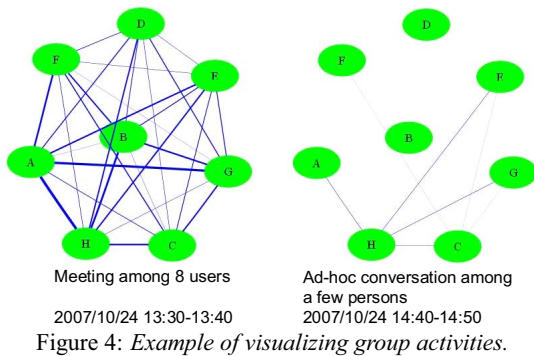 D
D
F
F
E
E
B
B
A
A
G
G
H
C
H
C
Meeting among 8 users
Ad-hoc conversation among
a few persons
2007/10/24 13:30-13:40
2007/10/24 14:40-14:50
Figure 4: Example of visualizing group activities.